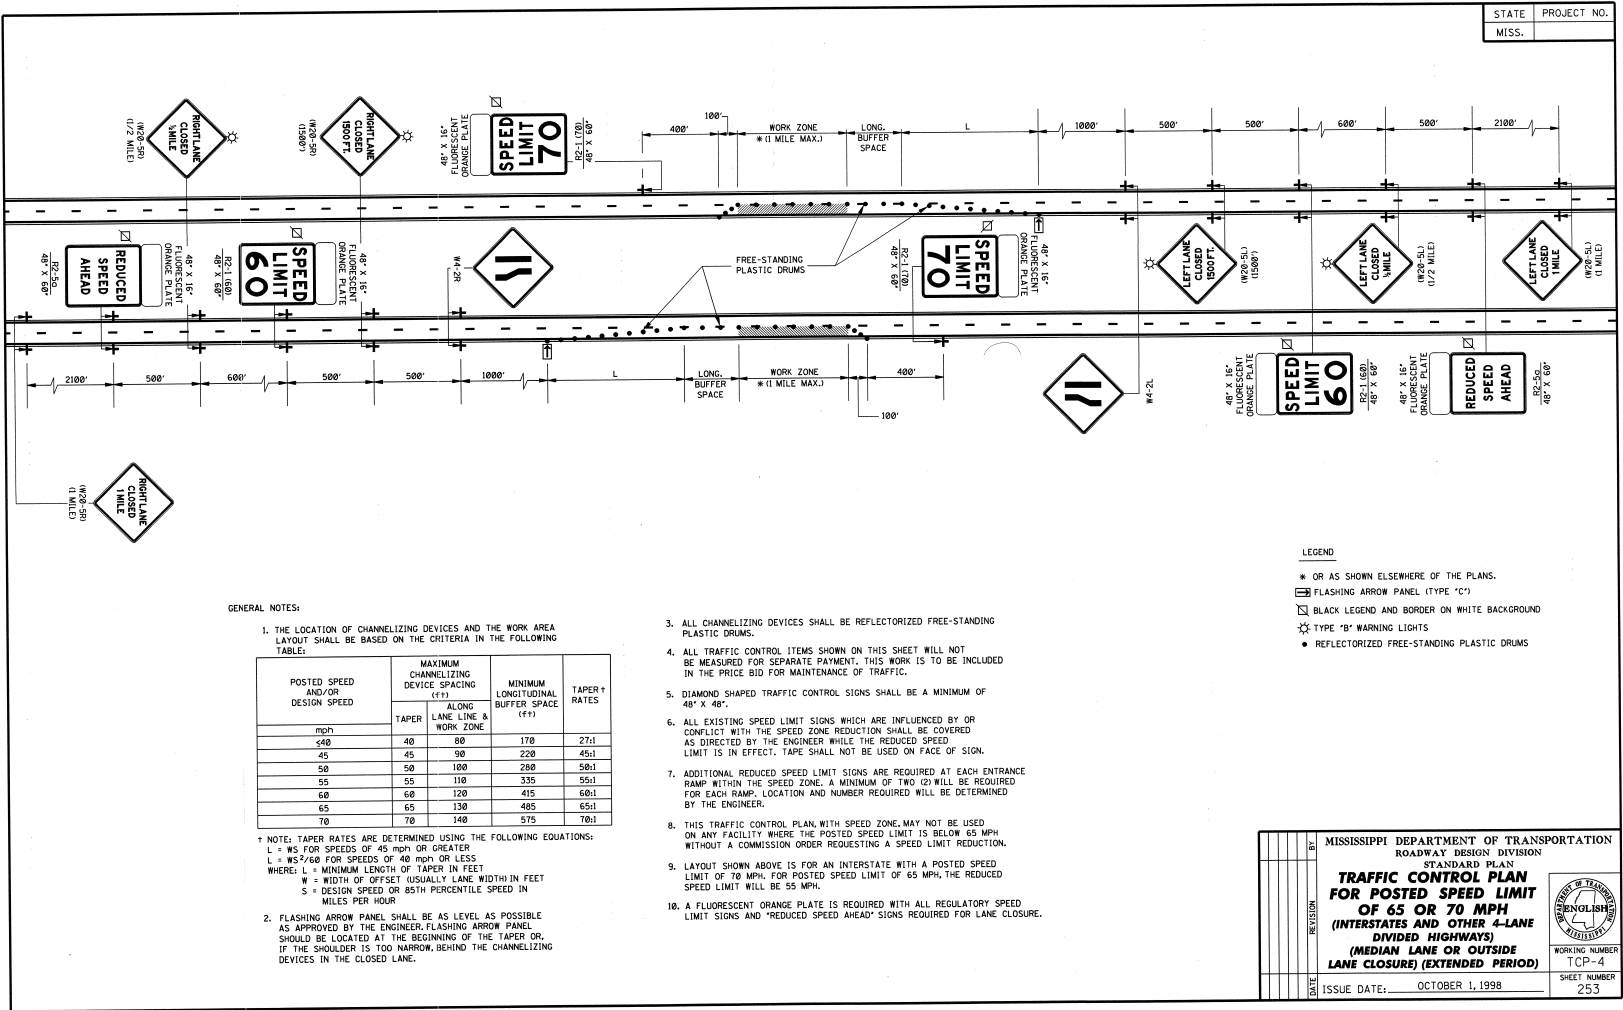 STATE PROJECT NO.
MISS.
RIGHT LANE
CLOSED
½ MILE
(W20-5R)
(1/2 MILE)
RIGHT LANE
CLOSED
1500 FT.
(W20-5R)
(1500')
48" X 16"
FLUORESCENT
ORANGE PLATE
SPEED
LIMIT
70
R2-1 (70)
48" X 60"
400'
100'
WORK ZONE
* (1 MILE MAX.)
LONG.
BUFFER
SPACE
L
1000'
500'
500'
600'
500'
2100'
R2-5a
48" X 60"
REDUCED
SPEED
AHEAD
48" X 16"
FLUORESCENT
ORANGE PLATE
R2-1 (60)
48" X 60"
SPEED
LIMIT
60
48" X 16"
FLUORESCENT
ORANGE PLATE
W4-2R
FREE-STANDING
PLASTIC DRUMS
R2-1 (70)
48" X 60"
SPEED
LIMIT
70
48" X 16"
FLUORESCENT
ORANGE PLATE
LEFT LANE
CLOSED
1500 FT.
(W20-5L)
(1500')
LEFT LANE
CLOSED
½ MILE
(W20-5L)
(1/2 MILE)
LEFT LANE
CLOSED
1 MILE
(W20-5L)
(1 MILE)
2100'
500'
600'
500'
500'
1000'
L
LONG.
BUFFER
SPACE
WORK ZONE
* (1 MILE MAX.)
400'
100'
W4-2L
48" X 16"
FLUORESCENT
ORANGE PLATE
SPEED
LIMIT
60
R2-1 (60)
48" X 60"
48" X 16"
FLUORESCENT
ORANGE PLATE
REDUCED
SPEED
AHEAD
R2-5a
48" X 60"
(W20-5R)
(1 MILE)
RIGHT LANE
CLOSED
1 MILE
LEGEND
* OR AS SHOWN ELSEWHERE OF THE PLANS.
FLASHING ARROW PANEL (TYPE "C")
BLACK LEGEND AND BORDER ON WHITE BACKGROUND
TYPE "B" WARNING LIGHTS
• REFLECTORIZED FREE-STANDING PLASTIC DRUMS
GENERAL NOTES:
1. THE LOCATION OF CHANNELIZING DEVICES AND THE WORK AREA
LAYOUT SHALL BE BASED ON THE CRITERIA IN THE FOLLOWING
TABLE:
POSTED SPEED
AND/OR
DESIGN SPEED
mph
MAXIMUM
CHANNELIZING
DEVICE SPACING
(ft)
TAPER
ALONG
LANE LINE &
WORK ZONE
MINIMUM
LONGITUDINAL
BUFFER SPACE
(ft)
TAPER †
RATES
≤40 40 80 170 27:1
45 45 90 220 45:1
50 50 100 280 50:1
55 55 110 335 55:1
60 60 120 415 60:1
65 65 130 485 65:1
70 70 140 575 70:1
† NOTE: TAPER RATES ARE DETERMINED USING THE FOLLOWING EQUATIONS:
L = WS FOR SPEEDS OF 45 mph OR GREATER
L = WS²/60 FOR SPEEDS OF 40 mph OR LESS
WHERE: L = MINIMUM LENGTH OF TAPER IN FEET
W = WIDTH OF OFFSET (USUALLY LANE WIDTH) IN FEET
S = DESIGN SPEED OR 85TH PERCENTILE SPEED IN
MILES PER HOUR
2. FLASHING ARROW PANEL SHALL BE AS LEVEL AS POSSIBLE
AS APPROVED BY THE ENGINEER. FLASHING ARROW PANEL
SHOULD BE LOCATED AT THE BEGINNING OF THE TAPER OR,
IF THE SHOULDER IS TOO NARROW, BEHIND THE CHANNELIZING
DEVICES IN THE CLOSED LANE.
3. ALL CHANNELIZING DEVICES SHALL BE REFLECTORIZED FREE-STANDING
PLASTIC DRUMS.
4. ALL TRAFFIC CONTROL ITEMS SHOWN ON THIS SHEET WILL NOT
BE MEASURED FOR SEPARATE PAYMENT. THIS WORK IS TO BE INCLUDED
IN THE PRICE BID FOR MAINTENANCE OF TRAFFIC.
5. DIAMOND SHAPED TRAFFIC CONTROL SIGNS SHALL BE A MINIMUM OF
48" X 48".
6. ALL EXISTING SPEED LIMIT SIGNS WHICH ARE INFLUENCED BY OR
CONFLICT WITH THE SPEED ZONE REDUCTION SHALL BE COVERED
AS DIRECTED BY THE ENGINEER WHILE THE REDUCED SPEED
LIMIT IS IN EFFECT. TAPE SHALL NOT BE USED ON FACE OF SIGN.
7. ADDITIONAL REDUCED SPEED LIMIT SIGNS ARE REQUIRED AT EACH ENTRANCE
RAMP WITHIN THE SPEED ZONE. A MINIMUM OF TWO (2) WILL BE REQUIRED
FOR EACH RAMP. LOCATION AND NUMBER REQUIRED WILL BE DETERMINED
BY THE ENGINEER.
8. THIS TRAFFIC CONTROL PLAN, WITH SPEED ZONE, MAY NOT BE USED
ON ANY FACILITY WHERE THE POSTED SPEED LIMIT IS BELOW 65 MPH
WITHOUT A COMMISSION ORDER REQUESTING A SPEED LIMIT REDUCTION.
9. LAYOUT SHOWN ABOVE IS FOR AN INTERSTATE WITH A POSTED SPEED
LIMIT OF 70 MPH. FOR POSTED SPEED LIMIT OF 65 MPH, THE REDUCED
SPEED LIMIT WILL BE 55 MPH.
10. A FLUORESCENT ORANGE PLATE IS REQUIRED WITH ALL REGULATORY SPEED
LIMIT SIGNS AND "REDUCED SPEED AHEAD" SIGNS REQUIRED FOR LANE CLOSURE.
BY
REVISION
DATE
MISSISSIPPI DEPARTMENT OF TRANSPORTATION
ROADWAY DESIGN DIVISION
STANDARD PLAN
TRAFFIC CONTROL PLAN
FOR POSTED SPEED LIMIT
OF 65 OR 70 MPH
(INTERSTATES AND OTHER 4-LANE
DIVIDED HIGHWAYS)
(MEDIAN LANE OR OUTSIDE
LANE CLOSURE) (EXTENDED PERIOD)
ISSUE DATE: OCTOBER 1, 1998
DEPARTMENT OF TRANSPORTATION
ENGLISH
MISSISSIPPI
WORKING NUMBER
TCP-4
SHEET NUMBER
253